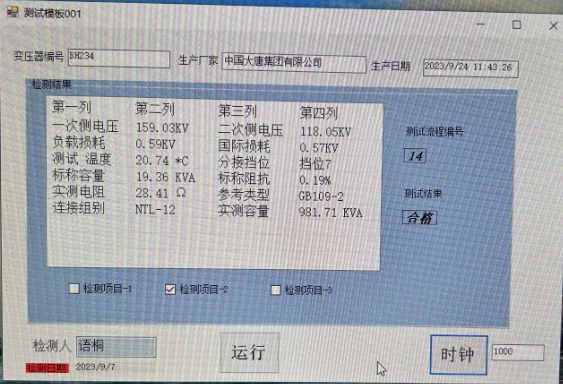 测试模板001
变压器编号 BH234 生产厂家 中国大唐集团有限公司 生产日期 2023/9/24 11:43:26
检测结果
第一列 第二列 第三列 第四列
一次侧电压 159.03KV 二次侧电压 118.05KV
负载损耗 0.59KV 国际损耗 0.57KV
测试 温度 20.74 *C 分接挡位 挡位7
标称容量 19.36 KVA 标称阻抗 0.19%
实测电阻 28.41 Ω 参考类型 GB109-2
连接组别 NTL-12 实测容量 981.71 KVA
测试流程编号
14
测试结果
合格
检测项目-1 检测项目-2 检测项目-3
检测人 语桐 运行 时钟 1000
检测日期 2023/9/7